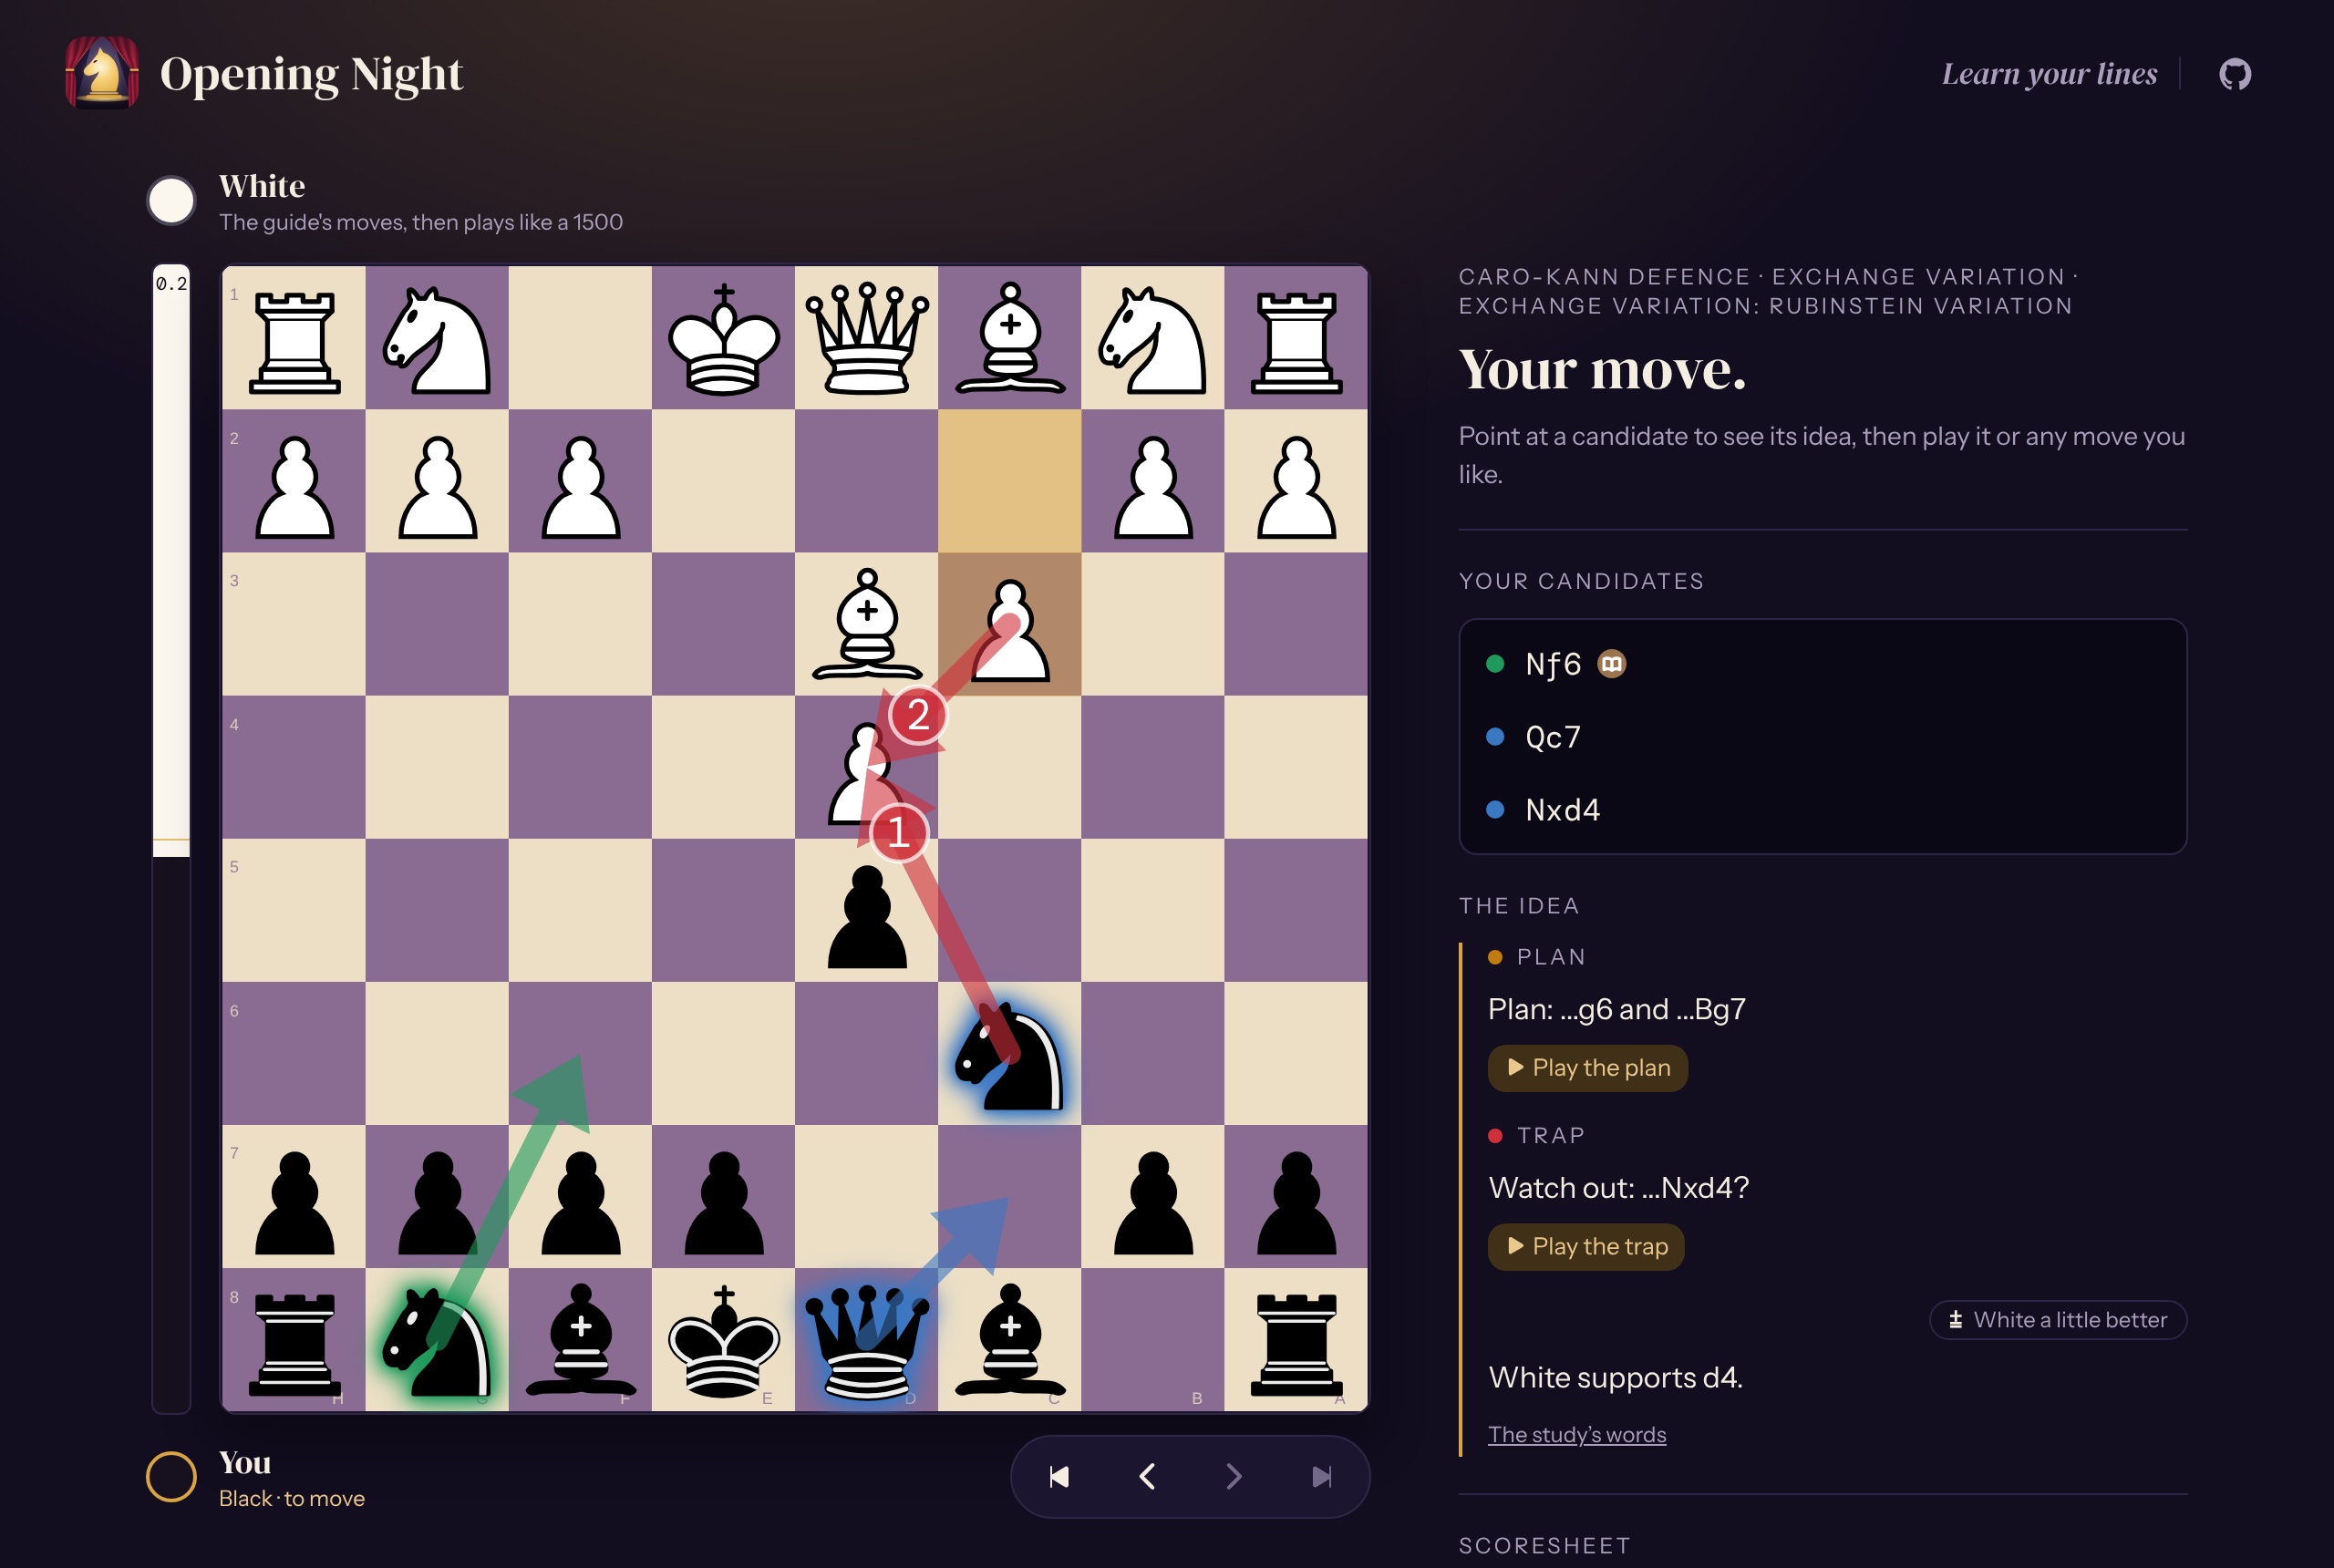 Opening Night
Learn your lines
White
The guide's moves, then plays like a 1500
0.2
1
2
3
4
5
6
7
8
H
G
F
E
D
C
B
A
2
1
You
Black · to move
CARO-KANN DEFENCE · EXCHANGE VARIATION ·
EXCHANGE VARIATION: RUBINSTEIN VARIATION
Your move.
Point at a candidate to see its idea, then play it or any move you
like.
YOUR CANDIDATES
Nf6
Qc7
Nxd4
THE IDEA
PLAN
Plan: ...g6 and ...Bg7
Play the plan
TRAP
Watch out: ...Nxd4?
Play the trap
± White a little better
White supports d4.
The study's words
SCORESHEET